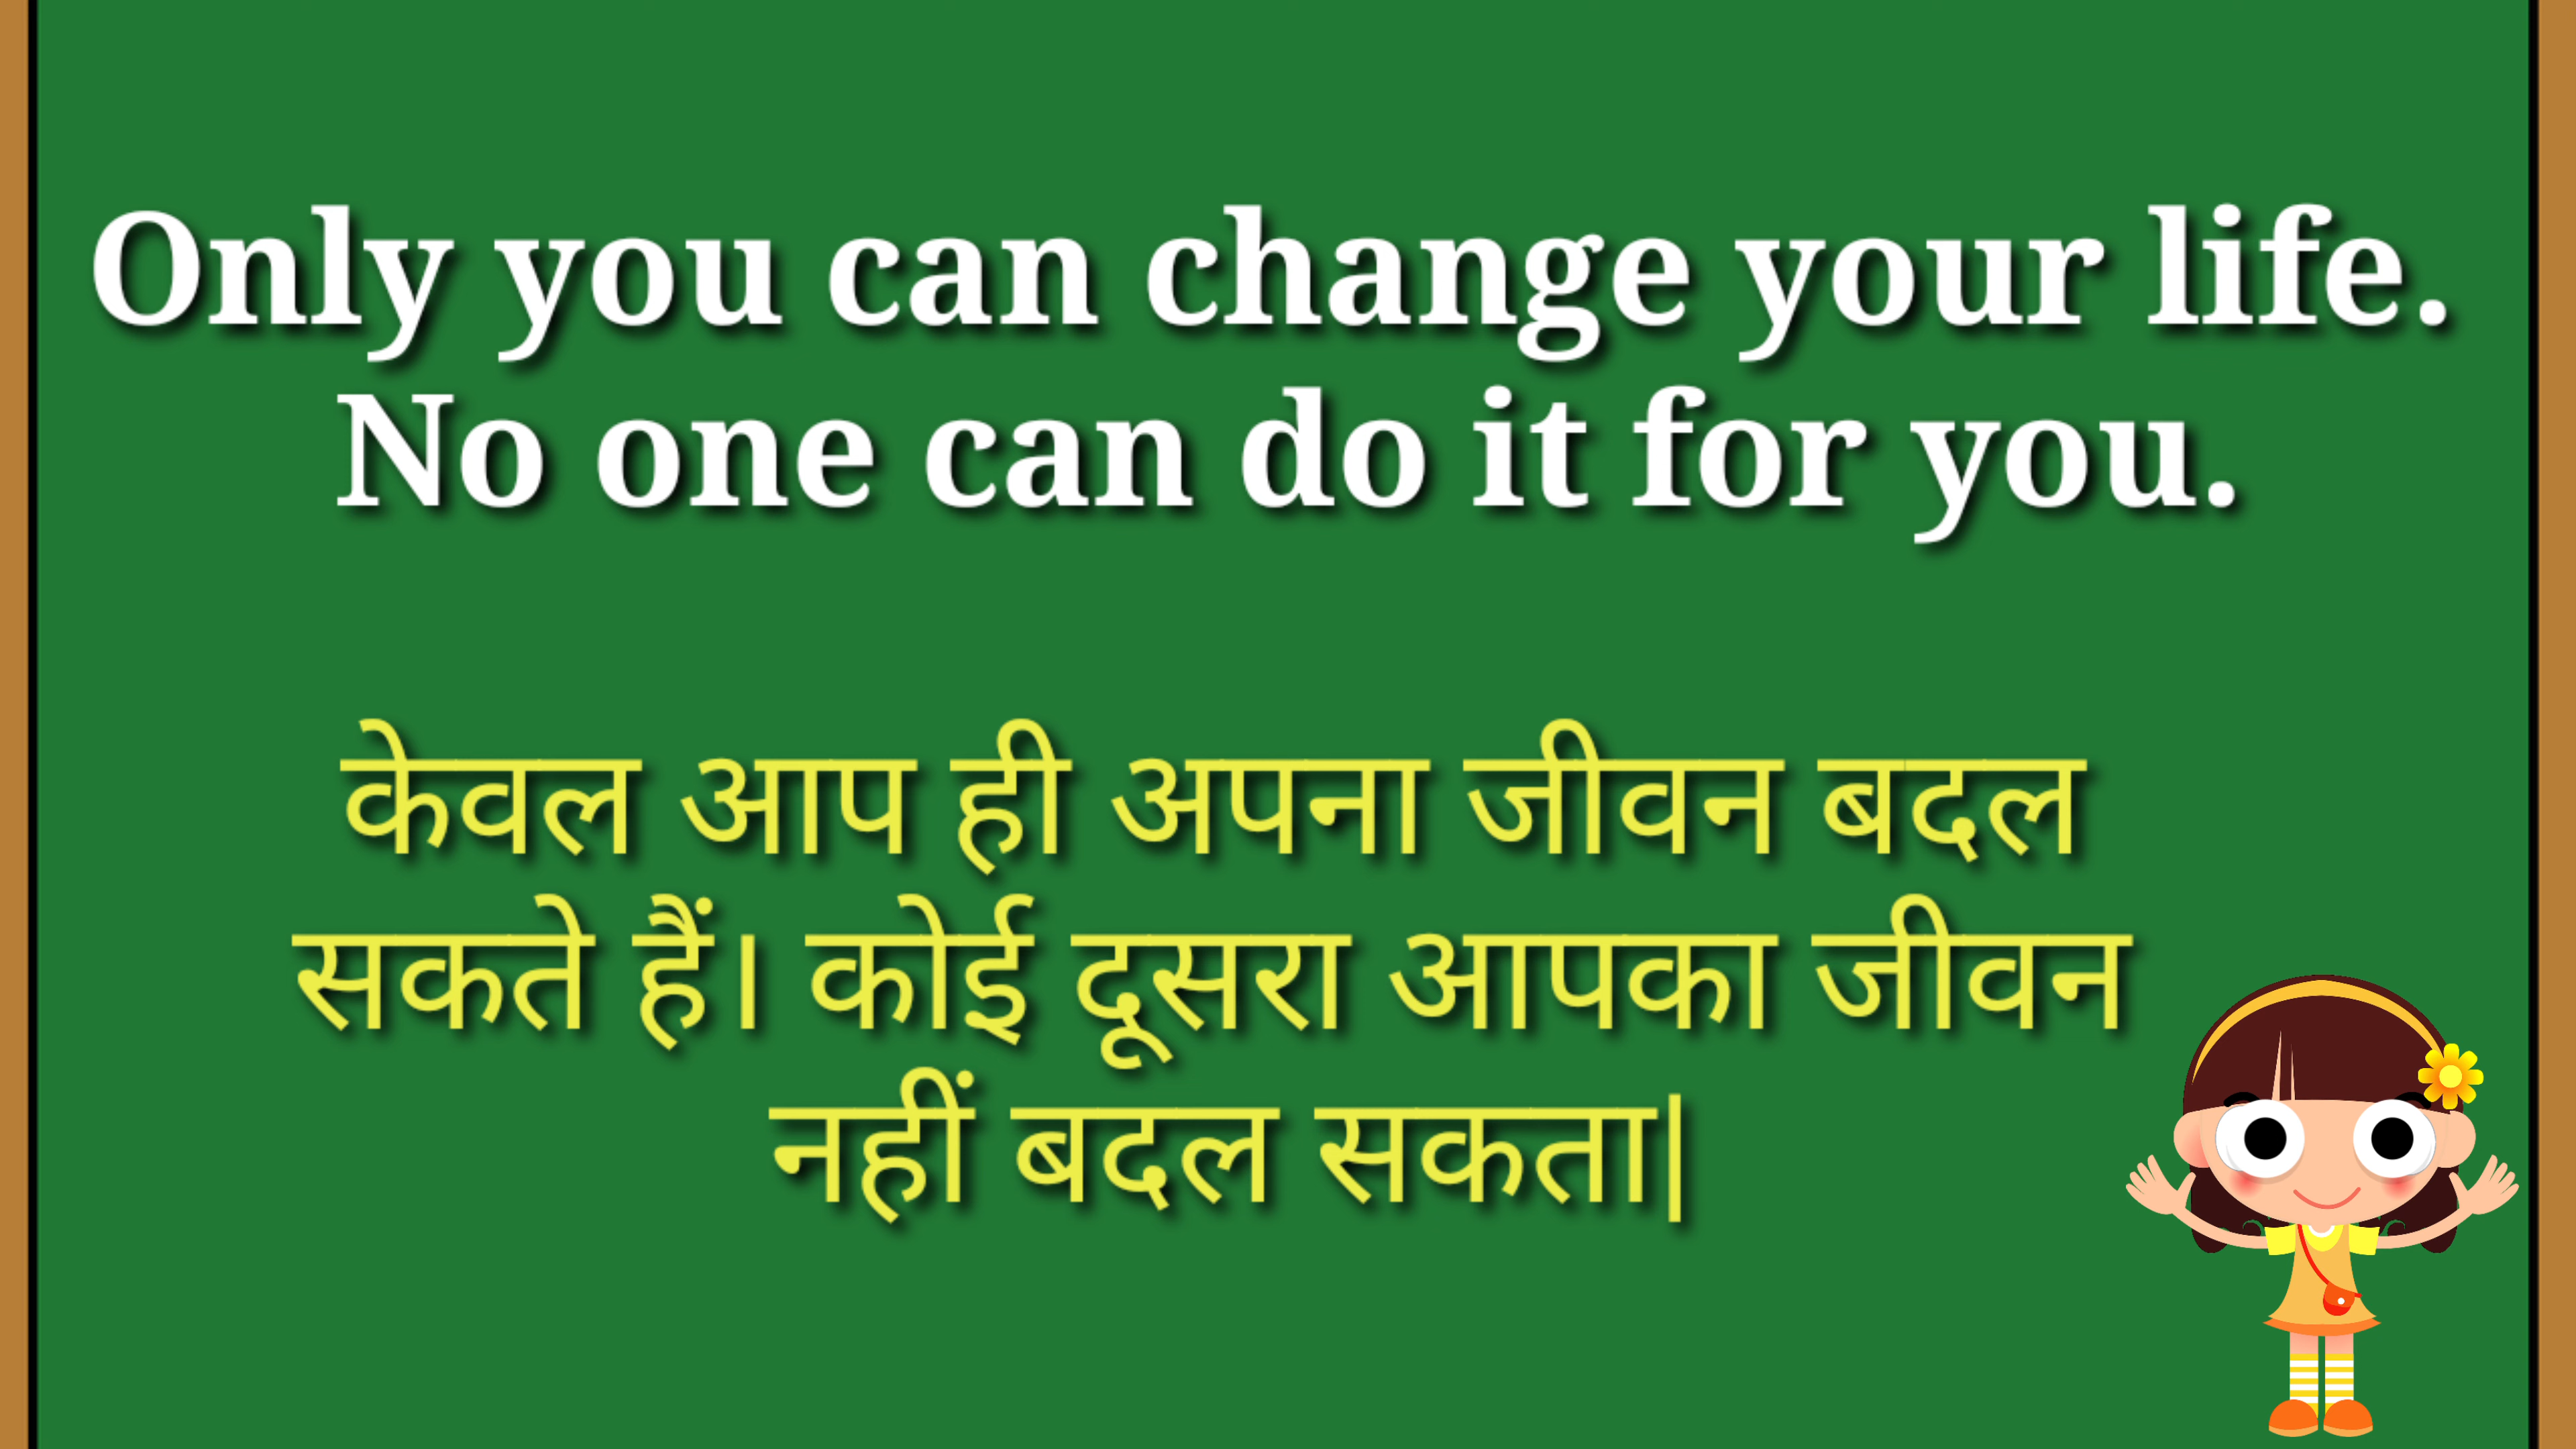 Only you can change your life.
No one can do it for you.
केवल आप ही अपना जीवन बदल
सकते हैं। कोई दूसरा आपका जीवन
नहीं बदल सकता|